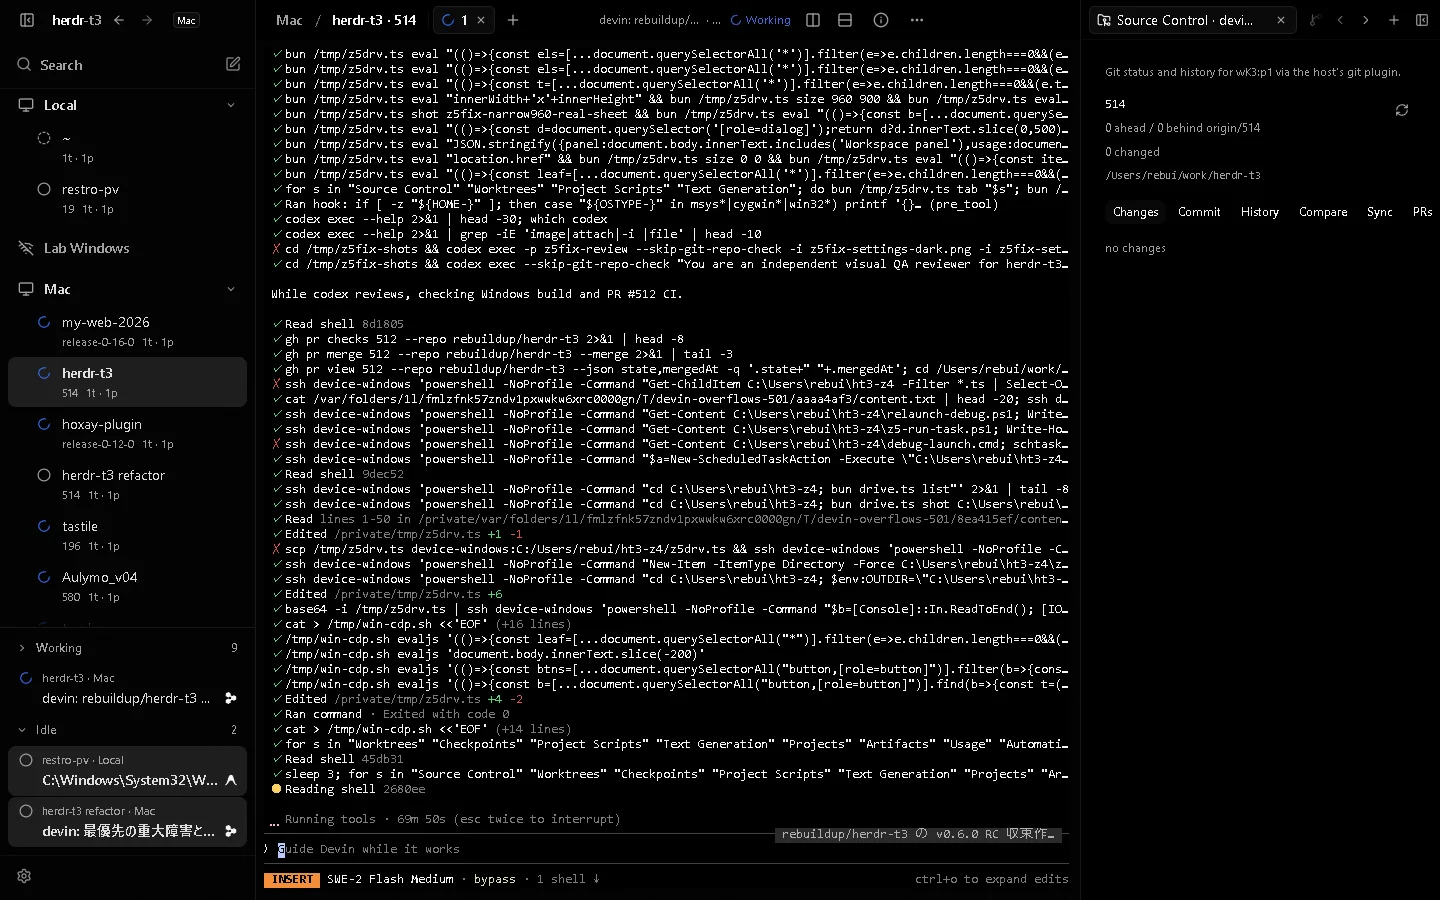 herdr-t3
Mac
Search
Local
~
1t · 1p
restro-pv
19 1t · 1p
Lab Windows
Mac
my-web-2026
release-0-16-0 1t · 1p
herdr-t3
514 1t · 1p
hoxay-plugin
release-0-12-0 1t · 1p
herdr-t3 refactor
514 1t · 1p
tastile
196 1t · 1p
Aulymo_v04
580 1t · 1p
Working 9
herdr-t3 · Mac
devin: rebuildup/herdr-t3 ...
Idle 2
restro-pv · Local
C:\Windows\System32\W...
herdr-t3 refactor · Mac
devin: 最優先の重大障害と...
Mac / herdr-t3 · 514
1
devin: rebuildup/... · ...
Working
✓ bun /tmp/z5drv.ts eval "(()=>{const els=[...document.querySelectorAll('*')].filter(e=>e.children.length===0&&(e…
✓ bun /tmp/z5drv.ts eval "(()=>{const els=[...document.querySelectorAll('*')].filter(e=>e.children.length===0&&(e…
✓ bun /tmp/z5drv.ts eval "(()=>{const t=[...document.querySelectorAll('*')].filter(e=>e.children.length===0&&(e.t…
✓ bun /tmp/z5drv.ts eval "innerWidth+'x'+innerHeight" && bun /tmp/z5drv.ts size 960 900 && bun /tmp/z5drv.ts eval…
✓ bun /tmp/z5drv.ts shot z5fix-narrow960-real-sheet && bun /tmp/z5drv.ts eval "(()=>{const b=[...document.querySe…
✓ bun /tmp/z5drv.ts eval "(()=>{const d=document.querySelector('[role=dialog]');return d?d.innerText.slice(0,500)…
✓ bun /tmp/z5drv.ts eval "JSON.stringify({panel:document.body.innerText.includes('Workspace panel'),usage:documen…
✓ bun /tmp/z5drv.ts eval "location.href" && bun /tmp/z5drv.ts size 0 0 && bun /tmp/z5drv.ts eval "(()=>{const ite…
✓ bun /tmp/z5drv.ts eval "(()=>{const leaf=[...document.querySelectorAll('*')].filter(e=>e.children.length===0&&(…
✓ for s in "Source Control" "Worktrees" "Project Scripts" "Text Generation"; do bun /tmp/z5drv.ts tab "$s"; bun /…
✓ Ran hook: if [ -z "${HOME-}" ]; then case "${OSTYPE-}" in msys*|cygwin*|win32*) printf '{}… (pre_tool)
✓ codex exec --help 2>&1 | head -30; which codex
✓ codex exec --help 2>&1 | grep -iE 'image|attach|-i |file' | head -10
✗ cd /tmp/z5fix-shots && codex exec -p z5fix-review --skip-git-repo-check -i z5fix-settings-dark.png -i z5fix-set…
✓ cd /tmp/z5fix-shots && codex exec --skip-git-repo-check "You are an independent visual QA reviewer for herdr-t3…
While codex reviews, checking Windows build and PR #512 CI.
✓ Read shell 8d1805
✓ gh pr checks 512 --repo rebuildup/herdr-t3 2>&1 | head -8
✓ gh pr merge 512 --repo rebuildup/herdr-t3 --merge 2>&1 | tail -3
✓ gh pr view 512 --repo rebuildup/herdr-t3 --json state,mergedAt -q '.state+" "+.mergedAt'; cd /Users/rebui/work/…
✗ ssh device-windows 'powershell -NoProfile -Command "Get-ChildItem C:\Users\rebui\ht3-z4 -Filter *.ts | Select-O…
✓ cat /var/folders/1l/fmlzfnk57zndv1pxwwkw6xrc0000gn/T/devin-overflows-501/aaaa4af3/content.txt | head -20; ssh d…
✓ ssh device-windows 'powershell -NoProfile -Command "Get-Content C:\Users\rebui\ht3-z4\relaunch-debug.ps1; Write…
✓ ssh device-windows 'powershell -NoProfile -Command "Get-Content C:\Users\rebui\ht3-z4\z5-run-task.ps1; Write-Ho…
✗ ssh device-windows 'powershell -NoProfile -Command "Get-Content C:\Users\rebui\ht3-z4\debug-launch.cmd; schtask…
✓ ssh device-windows 'powershell -NoProfile -Command "$a=New-ScheduledTaskAction -Execute \"C:\Users\rebui\ht3-z4…
✓ Read shell 9dec52
✓ ssh device-windows 'powershell -NoProfile -Command "cd C:\Users\rebui\ht3-z4; bun drive.ts list"' 2>&1 | tail -8
✓ ssh device-windows 'powershell -NoProfile -Command "cd C:\Users\rebui\ht3-z4; bun drive.ts shot C:\Users\rebui\…
✓ Read lines 1-50 in /private/var/folders/1l/fmlzfnk57zndv1pxwwkw6xrc0000gn/T/devin-overflows-501/8ea415ef/conten…
✓ Edited /private/tmp/z5drv.ts +1 -1
✗ scp /tmp/z5drv.ts device-windows:C:/Users/rebui/ht3-z4/z5drv.ts && ssh device-windows 'powershell -NoProfile -C…
✓ ssh device-windows 'powershell -NoProfile -Command "New-Item -ItemType Directory -Force C:\Users\rebui\ht3-z4\z…
✓ ssh device-windows 'powershell -NoProfile -Command "cd C:\Users\rebui\ht3-z4; $env:OUTDIR=\"C:\Users\rebui\ht3-…
✓ Edited /private/tmp/z5drv.ts +6
✓ base64 -i /tmp/z5drv.ts | ssh device-windows 'powershell -NoProfile -Command "$b=[Console]::In.ReadToEnd(); [IO…
✓ cat > /tmp/win-cdp.sh <<'EOF' (+16 lines)
✓ /tmp/win-cdp.sh evaljs '(()=>{const leaf=[...document.querySelectorAll("*")].filter(e=>e.children.length===0&&(…
✓ /tmp/win-cdp.sh evaljs 'document.body.innerText.slice(-200)'
✓ /tmp/win-cdp.sh evaljs '(()=>{const btns=[...document.querySelectorAll("button,[role=button]")].filter(b=>{cons…
✓ /tmp/win-cdp.sh evaljs '(()=>{const b=[...document.querySelectorAll("button,[role=button]")].find(b=>{const t=(…
✓ Edited /private/tmp/z5drv.ts +4 -2
✓ Ran command · Exited with code 0
✓ cat > /tmp/win-cdp.sh <<'EOF' (+14 lines)
✓ for s in "Worktrees" "Checkpoints" "Project Scripts" "Text Generation" "Projects" "Artifacts" "Usage" "Automati…
✓ Read shell 45db31
✓ sleep 3; for s in "Source Control" "Worktrees" "Checkpoints" "Project Scripts" "Text Generation" "Projects" "Ar…
Reading shell 2680ee
Running tools · 69m 50s (esc twice to interrupt)
rebuildup/herdr-t3 の v0.6.0 RC 収束作…
Guide Devin while it works
INSERT SWE-2 Flash Medium · bypass · 1 shell ↓
ctrl+o to expand edits
Source Control · devi...
Git status and history for wK3:p1 via the host's git plugin.
514
0 ahead / 0 behind origin/514
0 changed
/Users/rebui/work/herdr-t3
Changes Commit History Compare Sync PRs
no changes